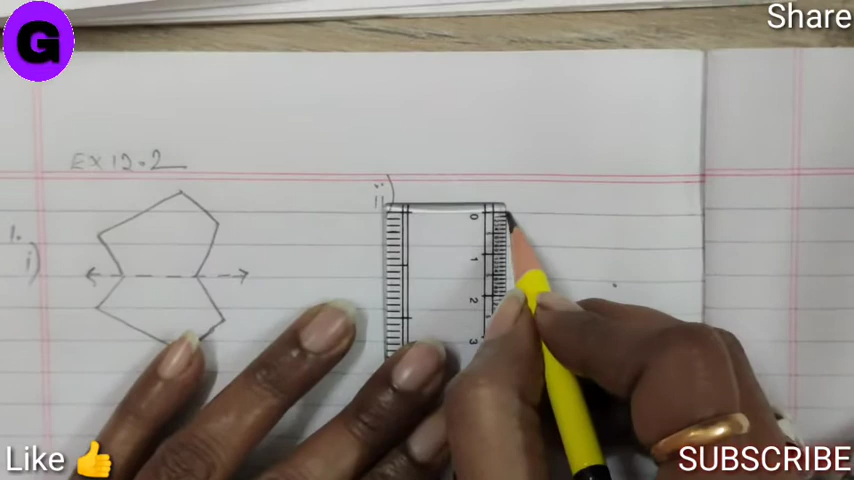 G
Share
Ex 12.2
1.
i)
ii)
0
1
2
3
Like 👍
SUBSCRIBE